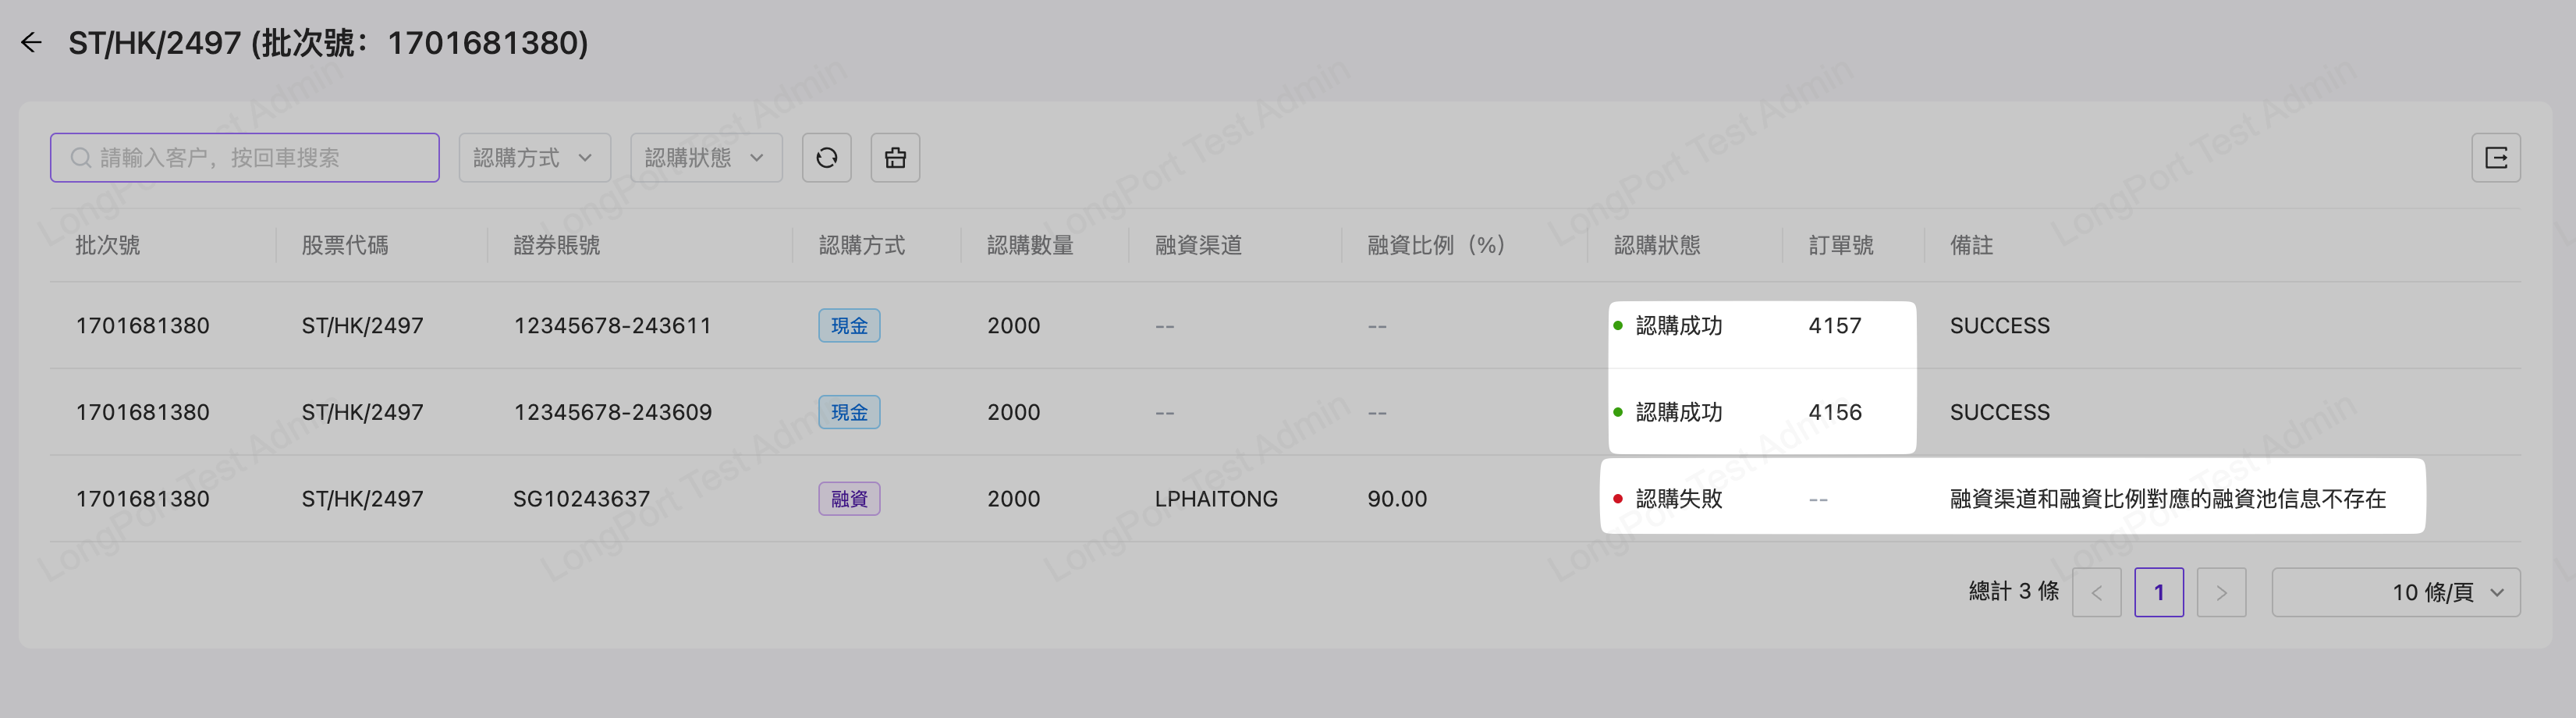 ST/HK/2497 (批次號：1701681380)
請輸入客户，按回車搜索 認購方式 認購狀態
批次號 股票代碼 證券賬號 認購方式 認購數量 融資渠道 融資比例（%） 認購狀態 訂單號 備註
1701681380 ST/HK/2497 12345678-243611 現金 2000 -- -- 認購成功 4157 SUCCESS
1701681380 ST/HK/2497 12345678-243609 現金 2000 -- -- 認購成功 4156 SUCCESS
1701681380 ST/HK/2497 SG10243637 融資 2000 LPHAITONG 90.00 認購失敗 -- 融資渠道和融資比例對應的融資池信息不存在
總計 3 條 < 1 > 10 條/頁
LongPort Test Admin